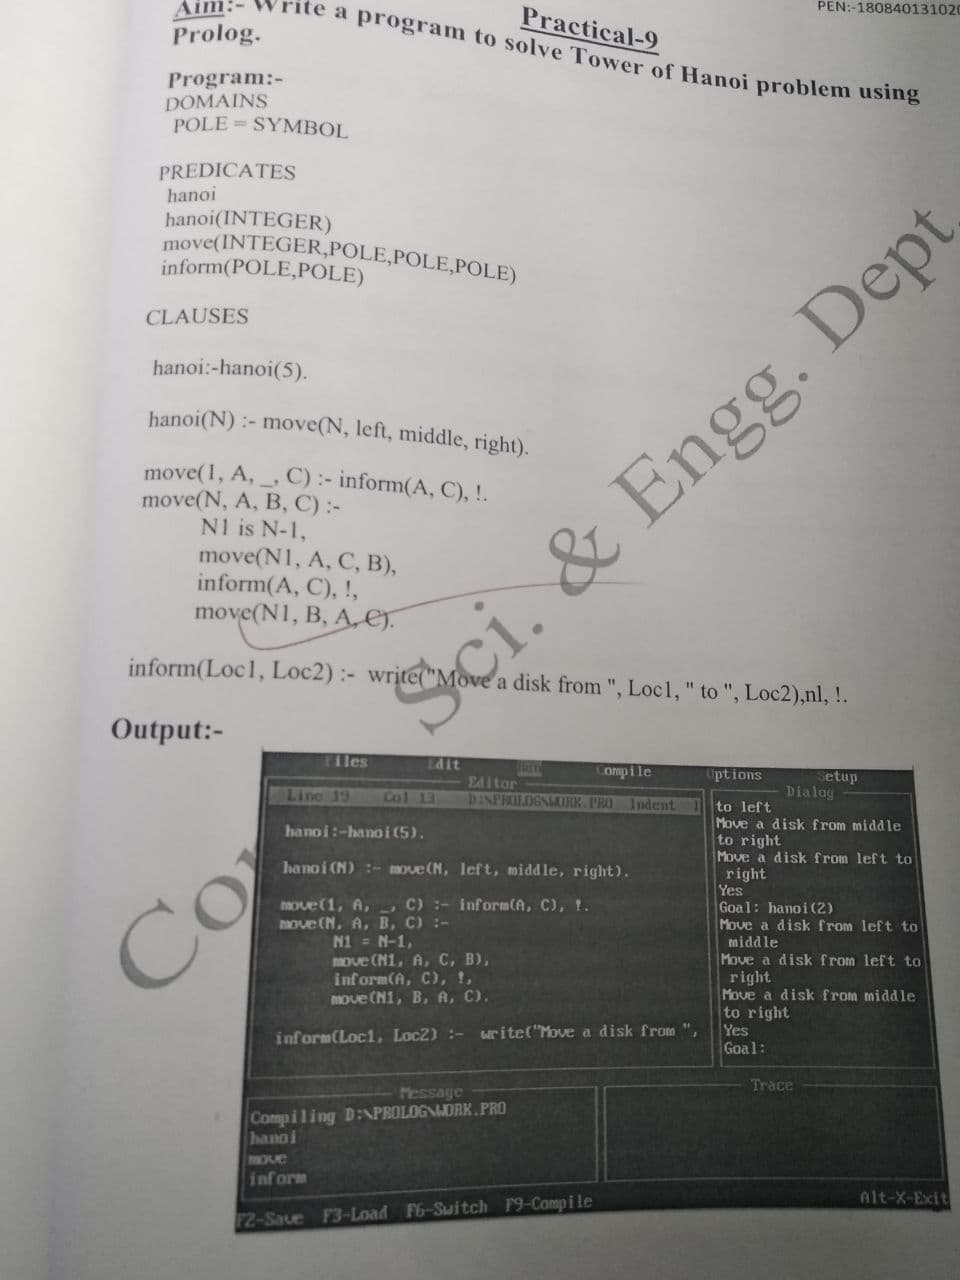 PEN:-180840131020
Practical-9
Aim:- Write a program to solve Tower of Hanoi problem using
Prolog.
Program:-
DOMAINS
POLE = SYMBOL
PREDICATES
hanoi
hanoi(INTEGER)
move(INTEGER,POLE,POLE,POLE)
inform(POLE,POLE)
CLAUSES
hanoi:-hanoi(5).
hanoi(N) :- move(N, left, middle, right).
move(1, A, _, C) :- inform(A, C), !.
move(N, A, B, C) :-
N1 is N-1,
move(N1, A, C, B),
inform(A, C), !,
move(N1, B, A, C).
inform(Loc1, Loc2) :- write("Move a disk from ", Loc1, " to ", Loc2),nl, !.
Com Sci. & Engg. Dept.
Output:-
Files Edit Run Compile Options Setup
Editor
Line 19 Col 13 D:\PROLOG\WORK.PRO Indent I
hanoi:-hanoi(5).
hanoi(N) :- move(N, left, middle, right).
move(1, A, _, C) :- inform(A, C), !.
move(N, A, B, C) :-
N1 = N-1,
move(N1, A, C, B),
inform(A, C), !,
move(N1, B, A, C).
inform(Loc1, Loc2) :- write("Move a disk from ",
Dialog
to left
Move a disk from middle
to right
Move a disk from left to
right
Yes
Goal: hanoi(2)
Move a disk from left to
middle
Move a disk from left to
right
Move a disk from middle
to right
Yes
Goal:
Message
Compiling D:\PROLOG\WORK.PRO
hanoi
move
inform
Trace
F2-Save F3-Load F6-Switch F9-Compile Alt-X-Exit